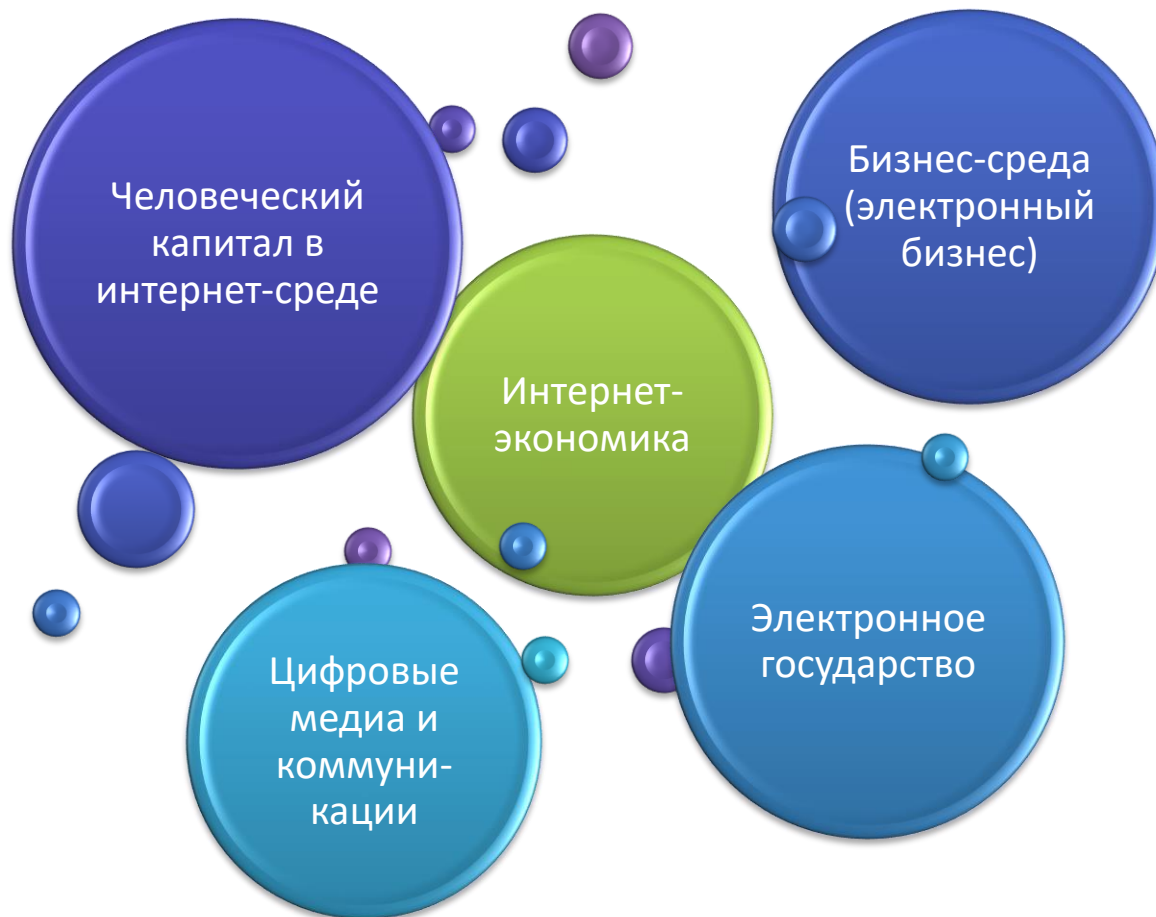 Человеческий
капитал в
интернет-среде
Бизнес-среда
(электронный
бизнес)
Интернет-
экономика
Электронное
государство
Цифровые
медиа и
коммуни-
кации